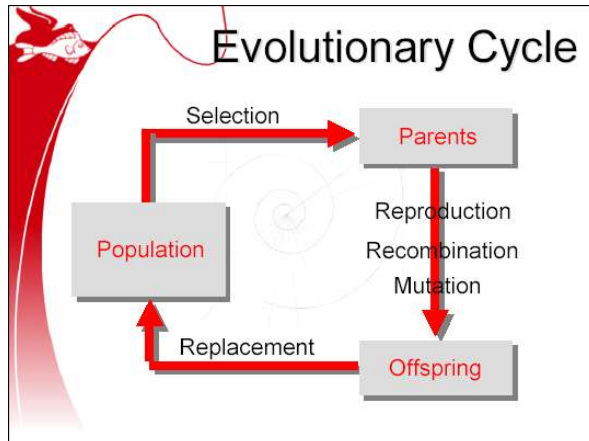 Evolutionary Cycle
Selection
Parents
Reproduction
Population
Recombination
Mutation
Replacement
Offspring